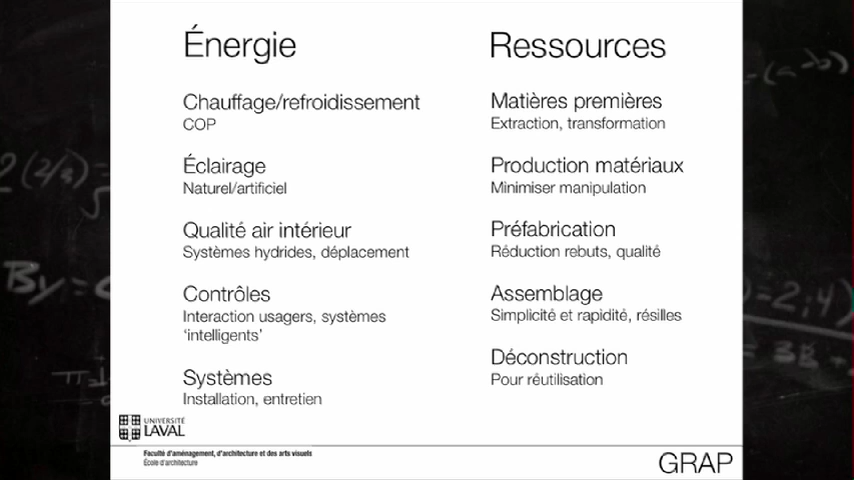 Énergie
Chauffage/refroidissement
COP
Éclairage
Naturel/artificiel
Qualité air intérieur
Systèmes hydrides, déplacement
Contrôles
Interaction usagers, systèmes
'intelligents'
Systèmes
Installation, entretien
Ressources
Matières premières
Extraction, transformation
Production matériaux
Minimiser manipulation
Préfabrication
Réduction rebuts, qualité
Assemblage
Simplicité et rapidité, résilles
Déconstruction
Pour réutilisation
UNIVERSITÉ
LAVAL
Faculté d'aménagement, d'architecture et des arts visuels
École d'architecture
GRAP